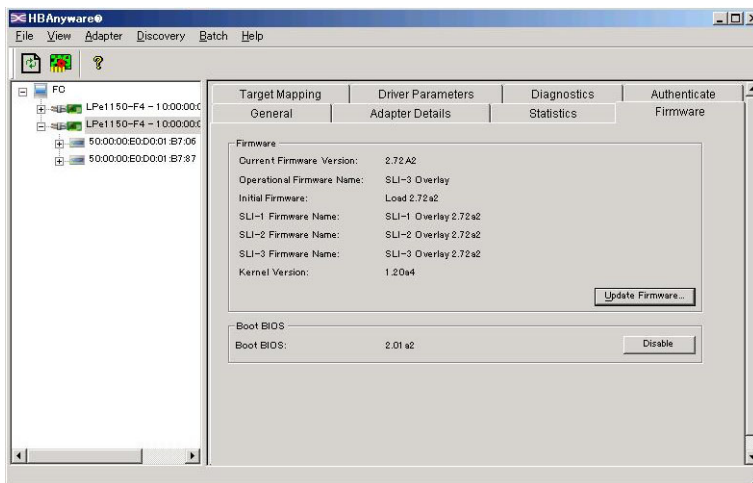 HBAnyware®
File View Adapter Discovery Batch Help
FC
LPe1150-F4 - 10:00:00:0
LPe1150-F4 - 10:00:00:0
50:00:00:E0:D0:01:B7:06
50:00:00:E0:D0:01:B7:87
Target Mapping Driver Parameters Diagnostics Authenticate
General Adapter Details Statistics Firmware
Firmware
Current Firmware Version: 2.72A2
Operational Firmware Name: SLI-3 Overlay
Initial Firmware: Load 2.72a2
SLI-1 Firmware Name: SLI-1 Overlay 2.72a2
SLI-2 Firmware Name: SLI-2 Overlay 2.72a2
SLI-3 Firmware Name: SLI-3 Overlay 2.72a2
Kernel Version: 1.20a4
Update Firmware...
Boot BIOS
Boot BIOS: 2.01a2
Disable